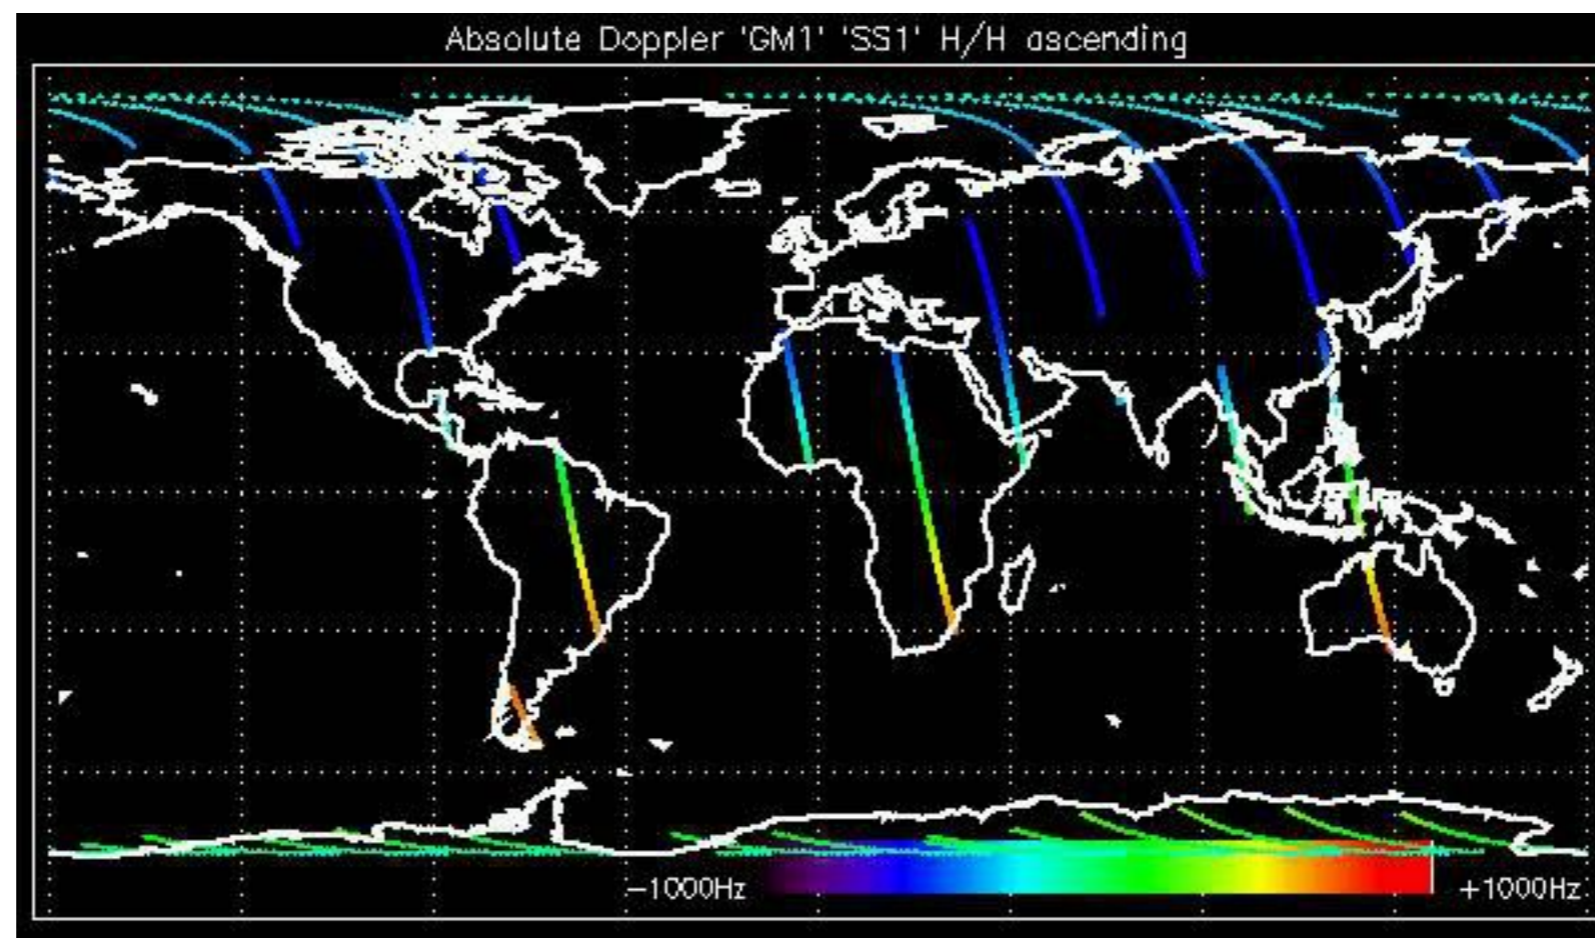 Absolute Doppler 'GM1' 'SS1' H/H ascending
−1000Hz
+1000Hz